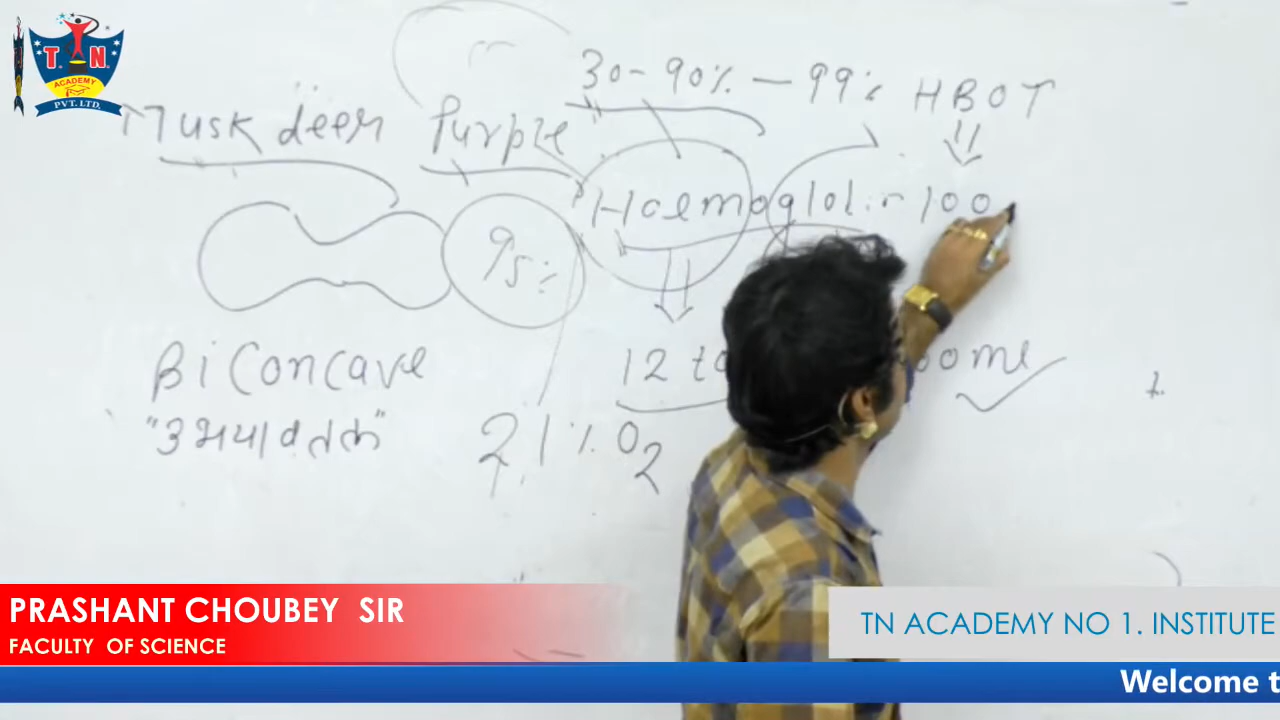 T.N.
ACADEMY
PVT. LTD.
30-90% - 99% HBOT
Musk deer Purple
Haemoglobin 100
95%
12 to
Biconcave
"उभयावतल"
21% O2
PRASHANT CHOUBEY SIR
FACULTY OF SCIENCE
TN ACADEMY NO 1. INSTITUTE
Welcome t